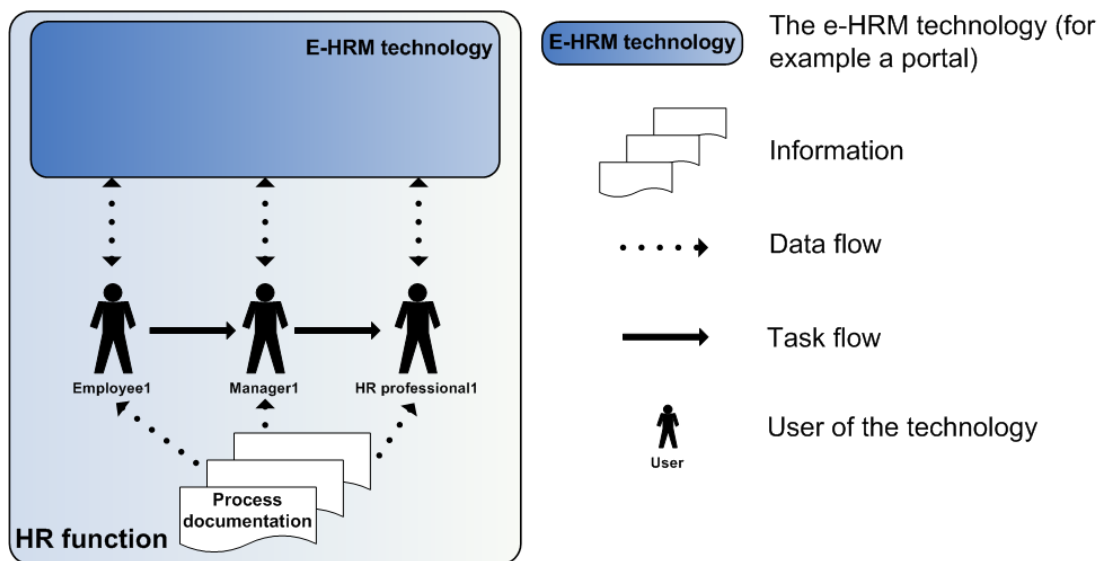 E-HRM technology
Employee1
Manager1
HR professional1
Process
documentation
HR function
E-HRM technology
The e-HRM technology (for
example a portal)
Information
Data flow
Task flow
User
User of the technology